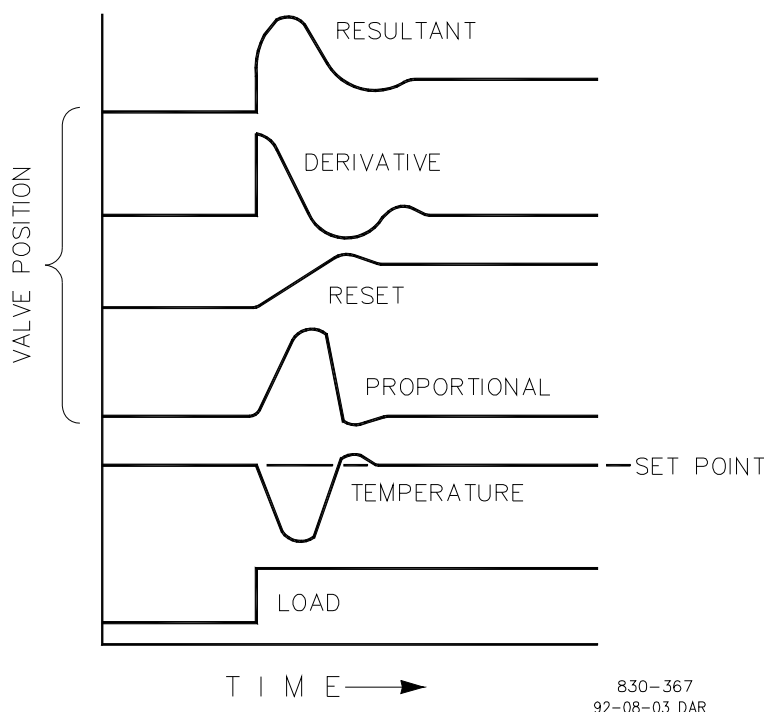 RESULTANT
DERIVATIVE
VALVE POSITION
RESET
PROPORTIONAL
SET POINT
TEMPERATURE
LOAD
TIME
830-367
92-08-03 DAR